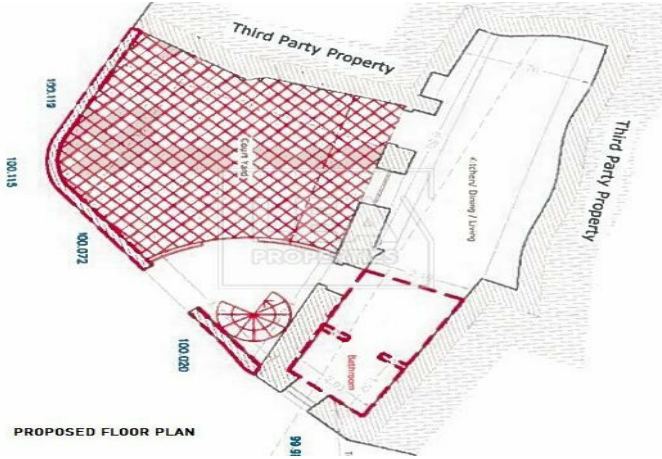 Third Party Property
Third Party Property
100.119
100.115
Court Yard
Kitchen/ Dining / Living
100.072
PROPERTIES
100.020
Bathroom
PROPOSED FLOOR PLAN